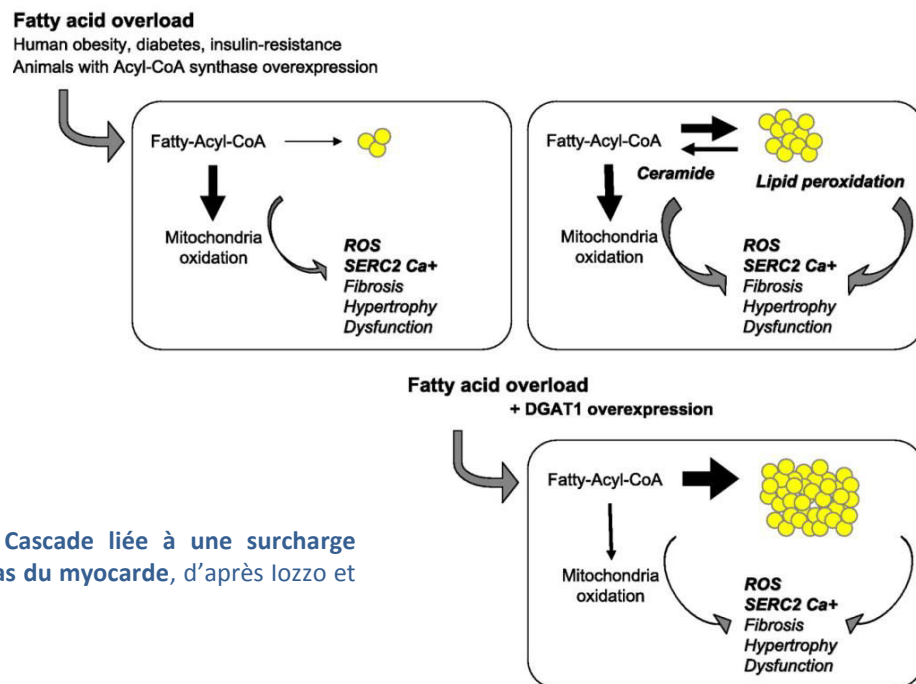 Fatty acid overload
Human obesity, diabetes, insulin-resistance
Animals with Acyl-CoA synthase overexpression
Fatty-Acyl-CoA
Mitochondria
oxidation
ROS
SERC2 Ca+
Fibrosis
Hypertrophy
Dysfunction
Fatty-Acyl-CoA
Ceramide
Lipid peroxidation
Mitochondria
oxidation
ROS
SERC2 Ca+
Fibrosis
Hypertrophy
Dysfunction
Fatty acid overload
+ DGAT1 overexpression
Fatty-Acyl-CoA
Mitochondria
oxidation
ROS
SERC2 Ca+
Fibrosis
Hypertrophy
Dysfunction
Cascade liée à une surcharge
du myocarde, d'après Iozzo et